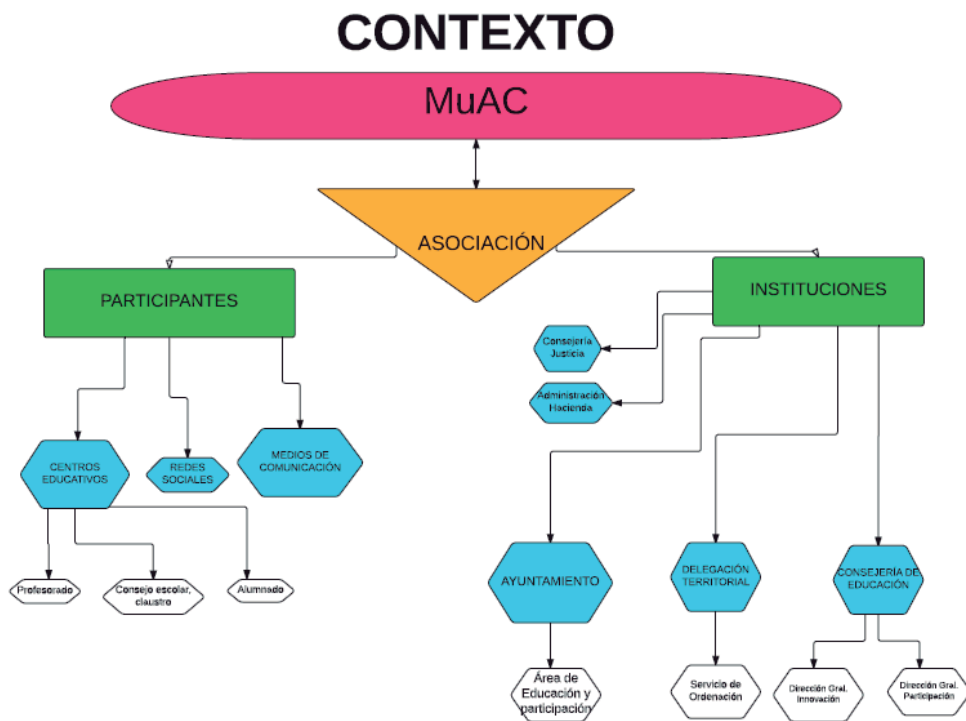 CONTEXTO
MuAC
ASOCIACIÓN
PARTICIPANTES
INSTITUCIONES
Consejería
Justicia
Administración
Hacienda
CENTROS
EDUCATIVOS
REDES
SOCIALES
MEDIOS DE
COMUNICACIÓN
AYUNTAMIENTO
DELEGACIÓN
TERRITORIAL
CONSEJERÍA DE
EDUCACIÓN
Profesorado
Consejo escolar,
claustro
Alumnado
Área de
Educación y
participación
Servicio de
Ordenación
Dirección Gral.
Innovación
Dirección Gral.
Participación